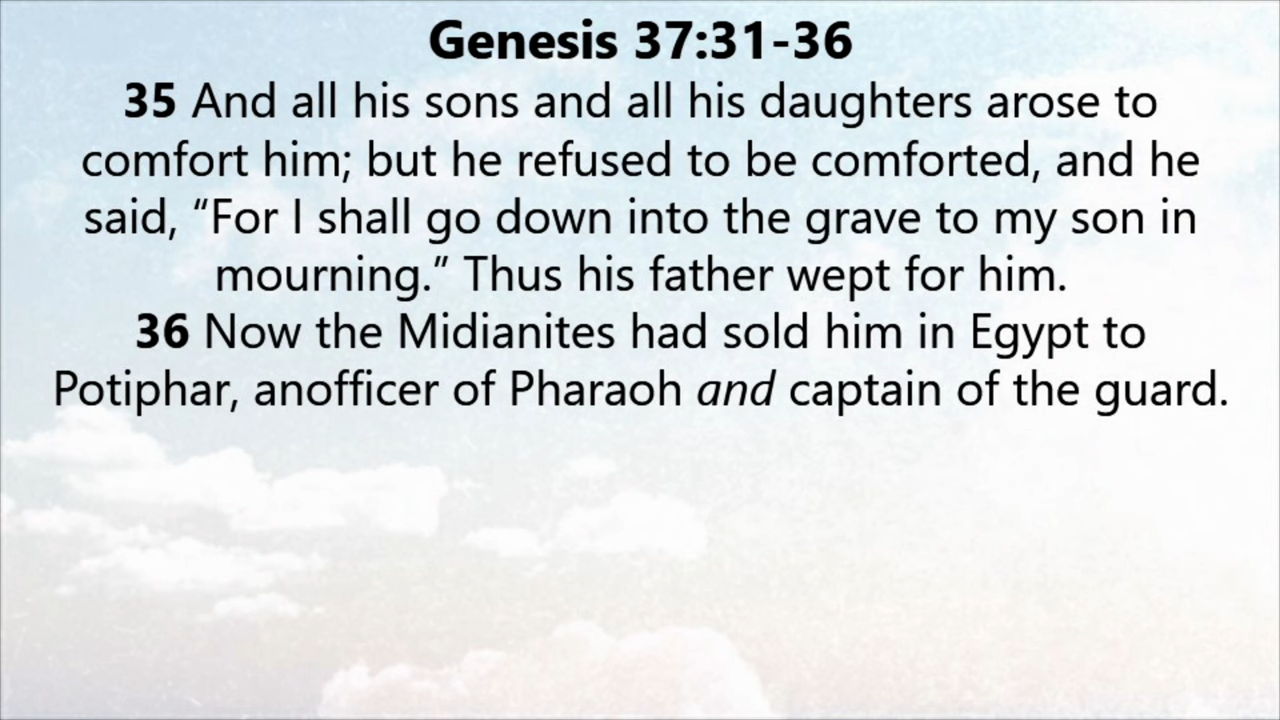 Genesis 37:31-36
35 And all his sons and all his daughters arose to
comfort him; but he refused to be comforted, and he
said, “For I shall go down into the grave to my son in
mourning.” Thus his father wept for him.
36 Now the Midianites had sold him in Egypt to
Potiphar, anofficer of Pharaoh and captain of the guard.